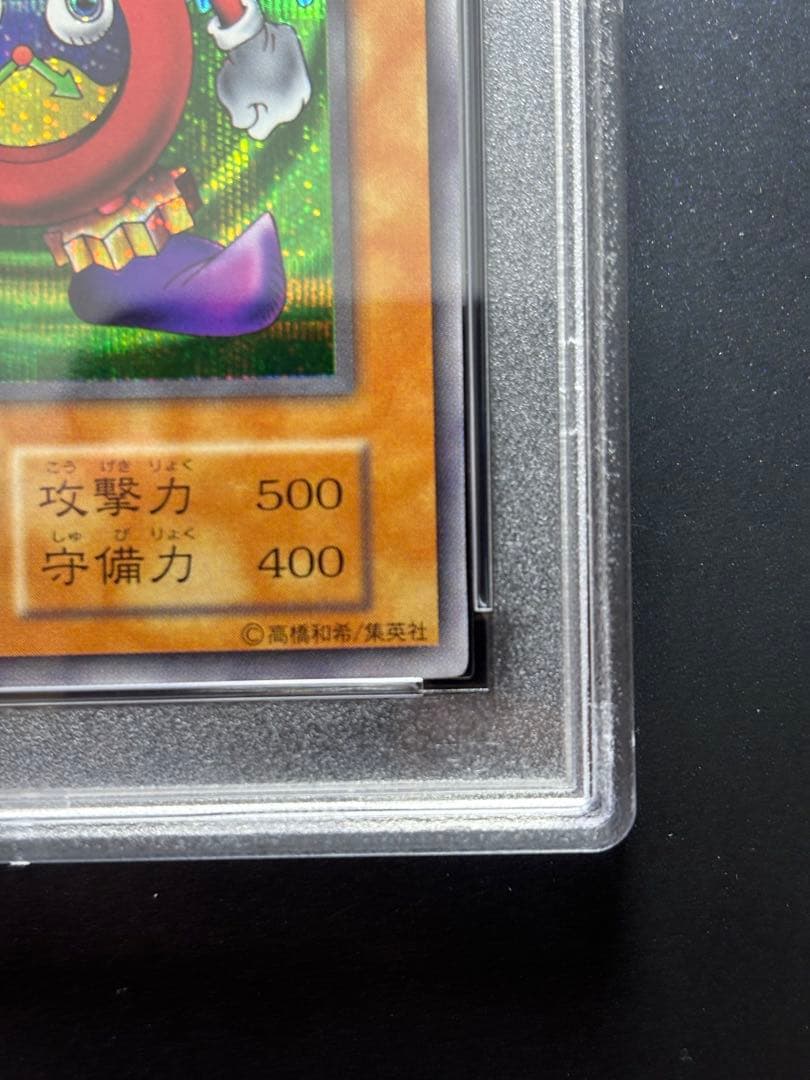 こう げき りょく
攻撃力 500
しゅ び りょく
守備力 400
©高橋和希/集英社